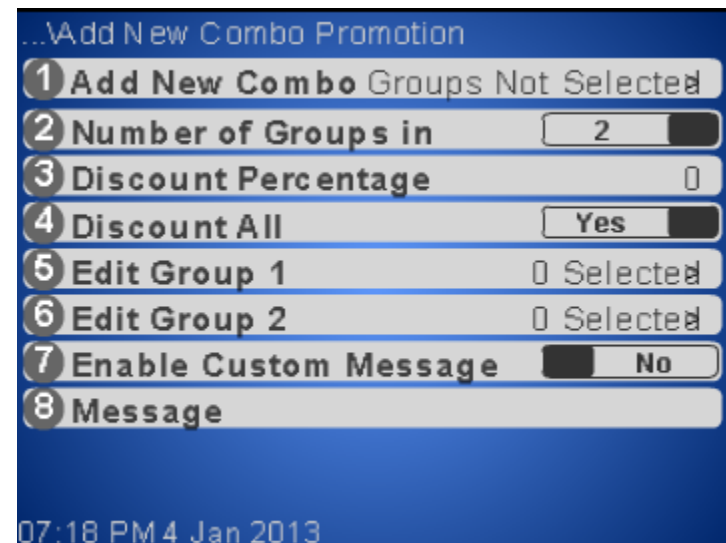 ...\Add New Combo Promotion
1 Add New Combo Groups Not Selected
2 Number of Groups in 2
3 Discount Percentage 0
4 Discount All Yes
5 Edit Group 1 0 Selected
6 Edit Group 2 0 Selected
7 Enable Custom Message No
8 Message
07:18 PM 4 Jan 2013